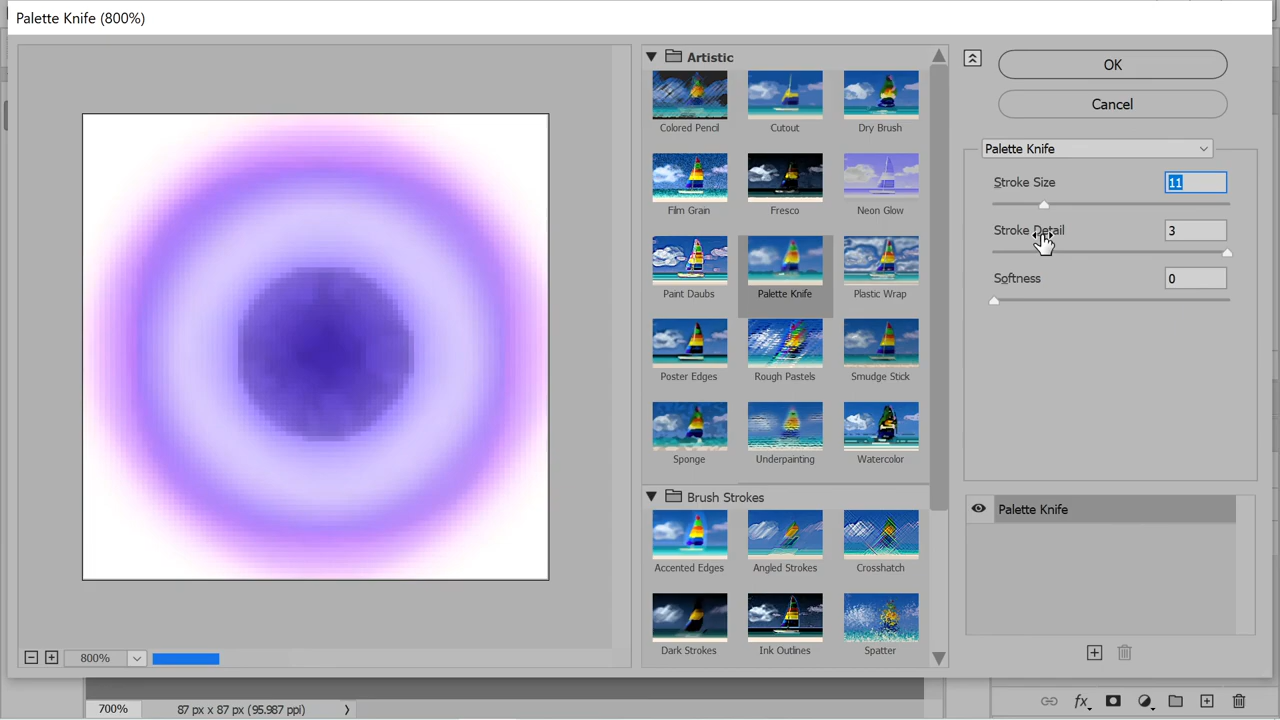 Palette Knife (800%)
Artistic
Colored Pencil
Cutout
Dry Brush
Film Grain
Fresco
Neon Glow
Paint Daubs
Palette Knife
Plastic Wrap
Poster Edges
Rough Pastels
Smudge Stick
Sponge
Underpainting
Watercolor
Brush Strokes
Accented Edges
Angled Strokes
Crosshatch
Dark Strokes
Ink Outlines
Spatter
OK
Cancel
Palette Knife
Stroke Size 11
Stroke Detail 3
Softness 0
Palette Knife
800%
700% 87 px x 87 px (95.987 ppi)
fx